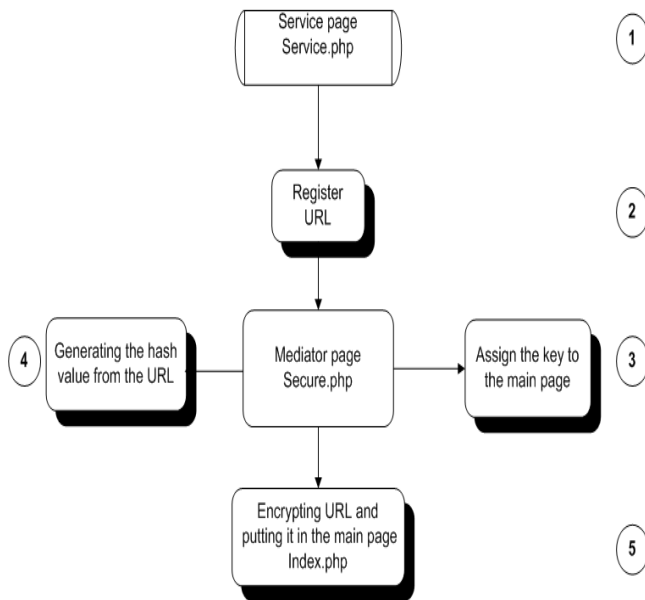 Service page
Service.php
1
Register
URL
2
4
Generating the hash
value from the URL
Mediator page
Secure.php
Assign the key to
the main page
3
Encrypting URL and
putting it in the main page
Index.php
5